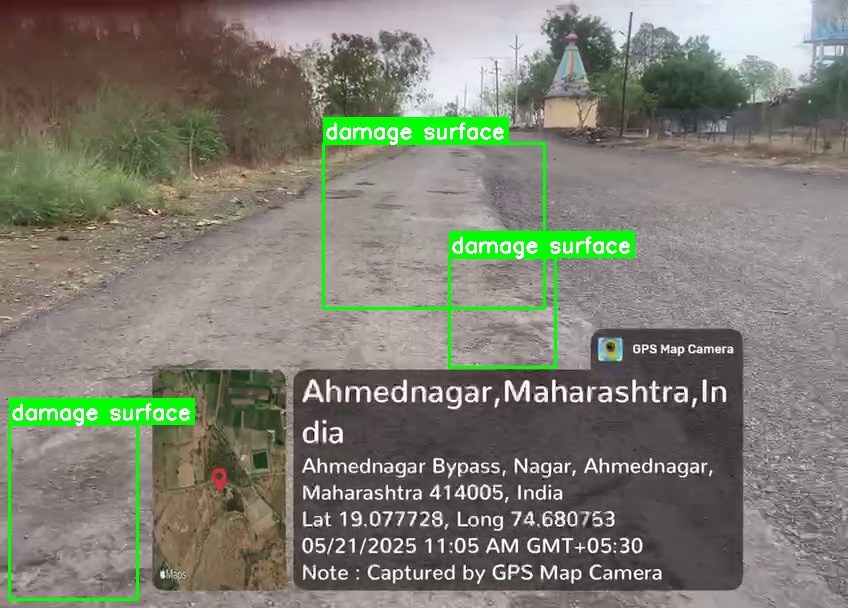 damage surface
damage surface
damage surface
GPS Map Camera
Ahmednagar,Maharashtra,In
dia
Ahmednagar Bypass, Nagar, Ahmednagar,
Maharashtra 414005, India
Lat 19.077728, Long 74.680753
05/21/2025 11:05 AM GMT+05:30
Note : Captured by GPS Map Camera
Maps